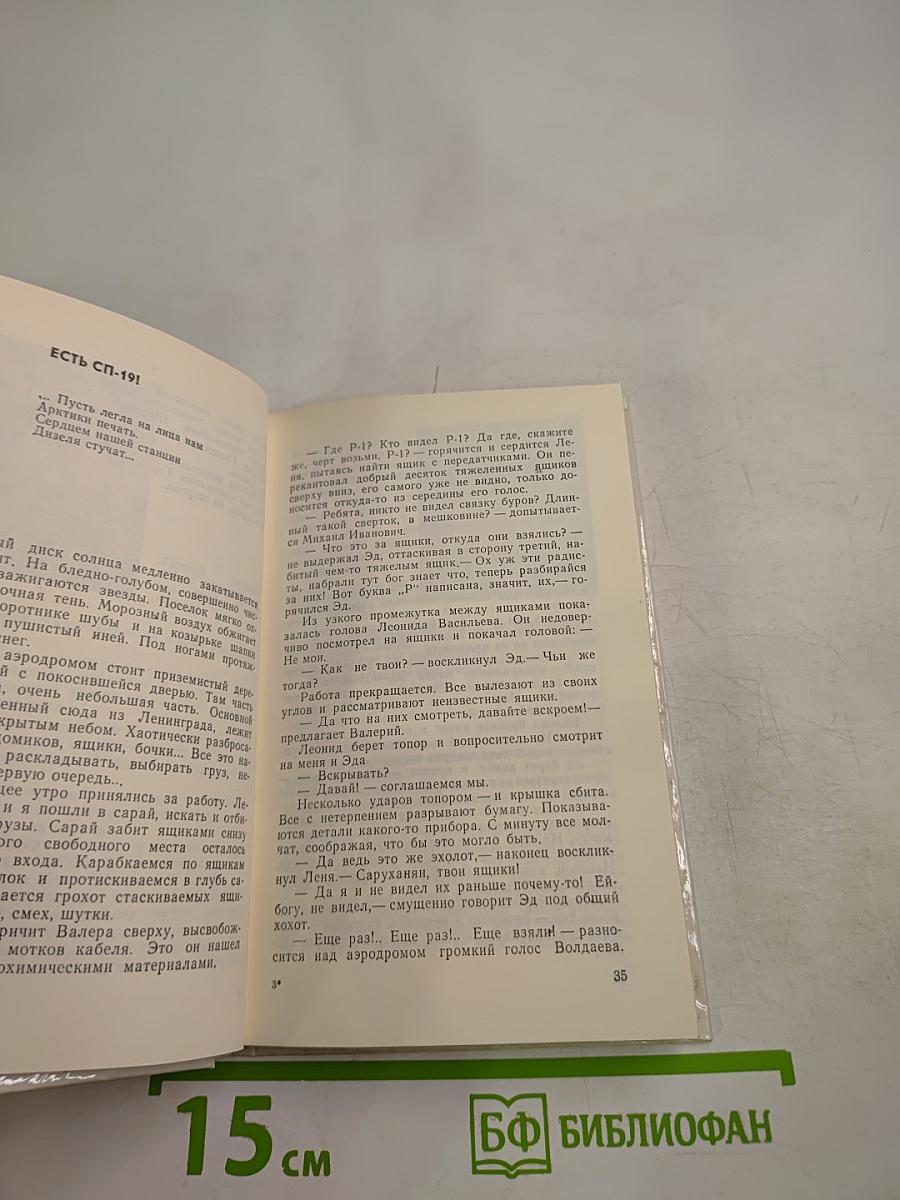 ЕСТЬ СП-19!
... Пусть легла на лица нам
Арктики печать.
Сердцем нашей станции
Дизеля стучат...
диск солнца медленно закатывается
На бледно-голубом, совершенно чис-
зажигаются звезды. Поселок мягко ох-
тень. Морозный воздух обжигает
воротнике шубы и на козырьке шапки
пушистый иней. Под ногами протяж-
снег.
аэродромом стоит приземистый дере-
с покосившейся дверью. Там часть
очень небольшая часть. Основной
сюда из Ленинграда, лежит
небом. Хаотически разброса-
домиков, ящики, бочки... Все это на-
раскладывать, выбирать груз, не-
очередь...
утро принялись за работу. Ле-
и я пошли в сарай, искать и отби-
Сарай забит ящиками снизу
свободного места осталось
входа. Карабкаемся по ящикам
и протискиваемся в глубь са-
грохот стаскиваемых ящи-
смех, шутки.
Валера сверху, высвобож-
мотков кабеля. Это он нашел
материалами.
— Где Р-1? Кто видел Р-1? Да где, скажите
же, черт возьми, Р-1? — горячится и сердится Ле-
ня, пытаясь найти ящик с передатчиками. Он пе-
рекантовал добрый десяток тяжеленных ящиков
сверху вниз, его самого уже не видно, только до-
носится откуда-то из середины его голос.
— Ребята, никто не видел связку буров? Длин-
ный такой сверток, в мешковине? — допытывает-
ся Михаил Иванович.
— Что это за ящики, откуда они взялись? —
не выдержал Эд, оттаскивая в сторону третий, на-
битый чем-то тяжелым ящик.— Ох уж эти радис-
ты, набрали тут бог знает что, теперь разбирайся
за них! Вот буква „Р“ написана, значит, их,— го-
рячился Эд.
Из узкого промежутка между ящиками пока-
залась голова Леонида Васильева. Он недовер-
чиво посмотрел на ящики и покачал головой: —
Не мои.
— Как не твои? — воскликнул Эд.— Чьи же
тогда?
Работа прекращается. Все вылезают из своих
углов и рассматривают неизвестные ящики.
— Да что на них смотреть, давайте вскроем!—
предлагает Валерий.
Леонид берет топор и вопросительно смотрит
на меня и Эда
— Вскрывать?
— Давай! — соглашаемся мы.
Несколько ударов топором — и крышка сбита.
Все с нетерпением разрывают бумагу. Показыва-
ются детали какого-то прибора. С минуту все мол-
чат, соображая, что бы это могло быть.
— Да ведь это же эхолот,— наконец восклик-
нул Леня.— Саруханян, твои ящики!
— Да я и не видел их раньше почему-то! Ей-
богу, не видел,— смущенно говорит Эд под общий
хохот.
— Еще раз!.. Еще раз!.. Еще взяли! — разно-
сится над аэродромом громкий голос Волдаева.
3*
35
15 см
БФ БИБЛИОФАН